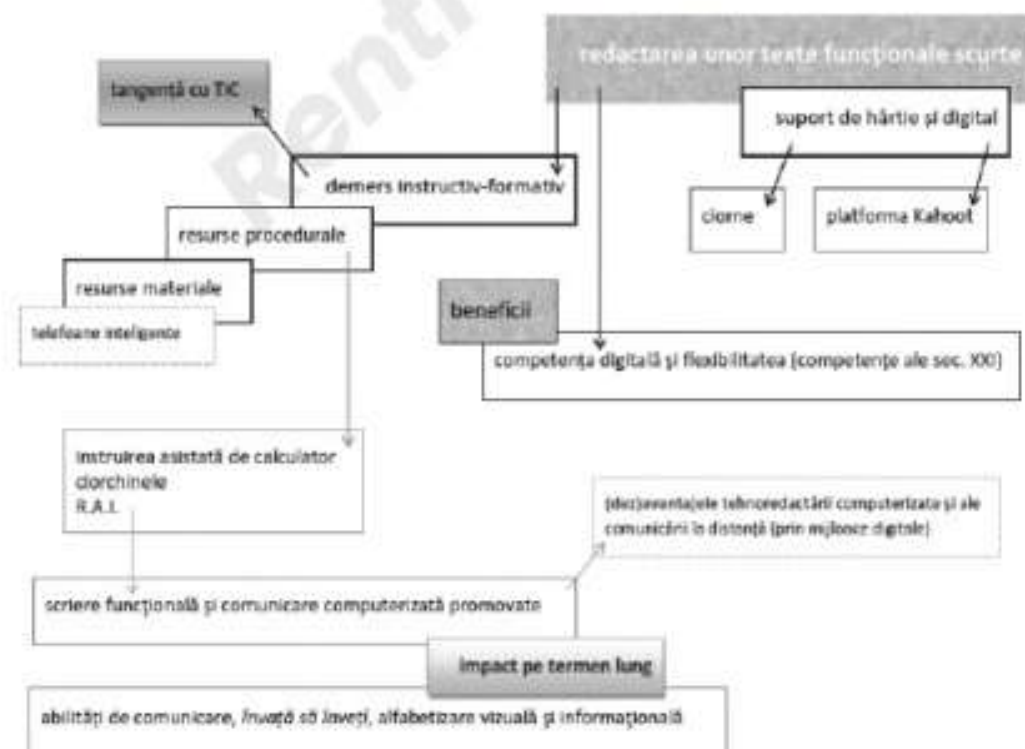 redactarea unor texte funcționale scurte
tangență cu TIC
suport de hârtie și digital
demers instructiv-formativ
ciorne
platforma Kahoot
resurse procedurale
resurse materiale
telefoane inteligente
beneficii
competența digitală și flexibilitatea (competențe ale sec. XXI)
instruirea asistată de calculator
ciorchinele
R.A.I.
(dez)avantajele tehnoredactării computerizate și ale
comunicării la distanță (prin mijloace digitale)
scriere funcțională și comunicare computerizată promovate
impact pe termen lung
abilități de comunicare, învață să înveți, alfabetizare vizuală și informațională